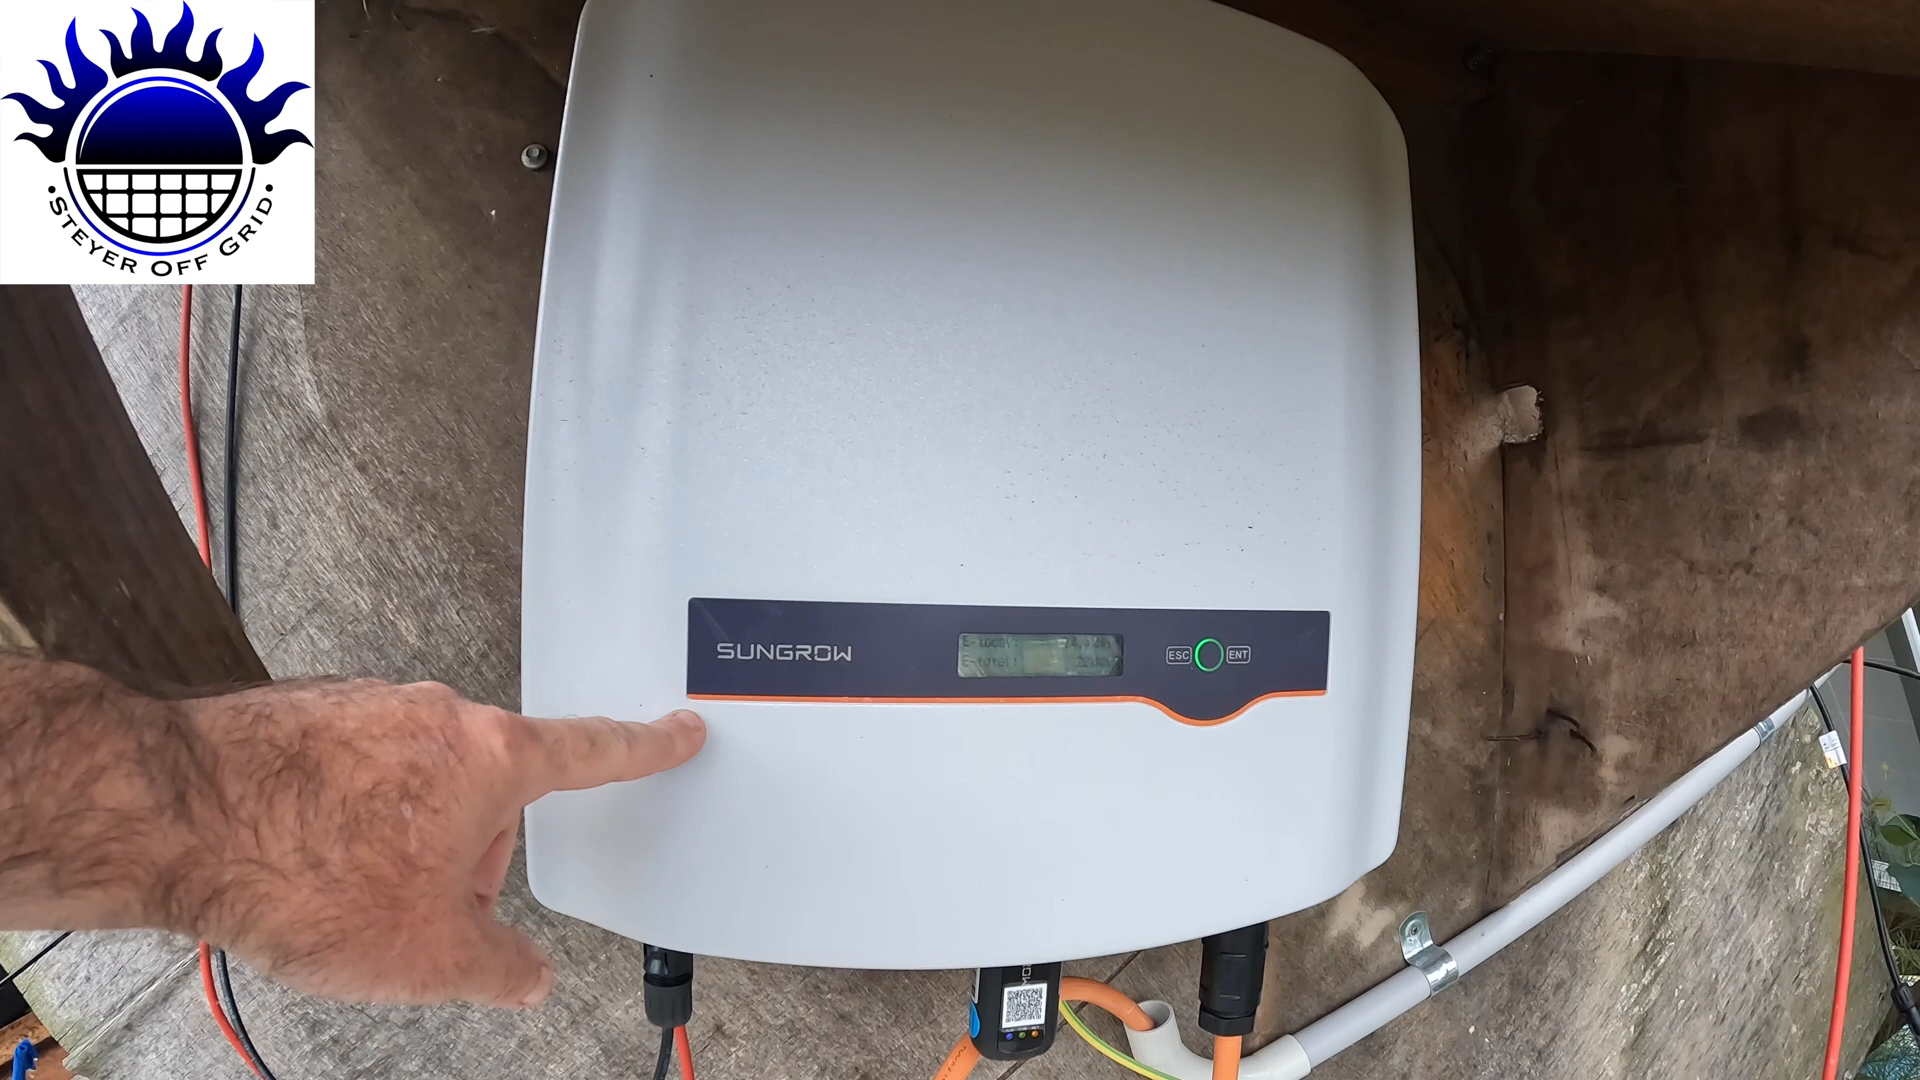 • STEYER OFF GRID •
SUNGROW
E-today:
E-total:
ESC
ENT